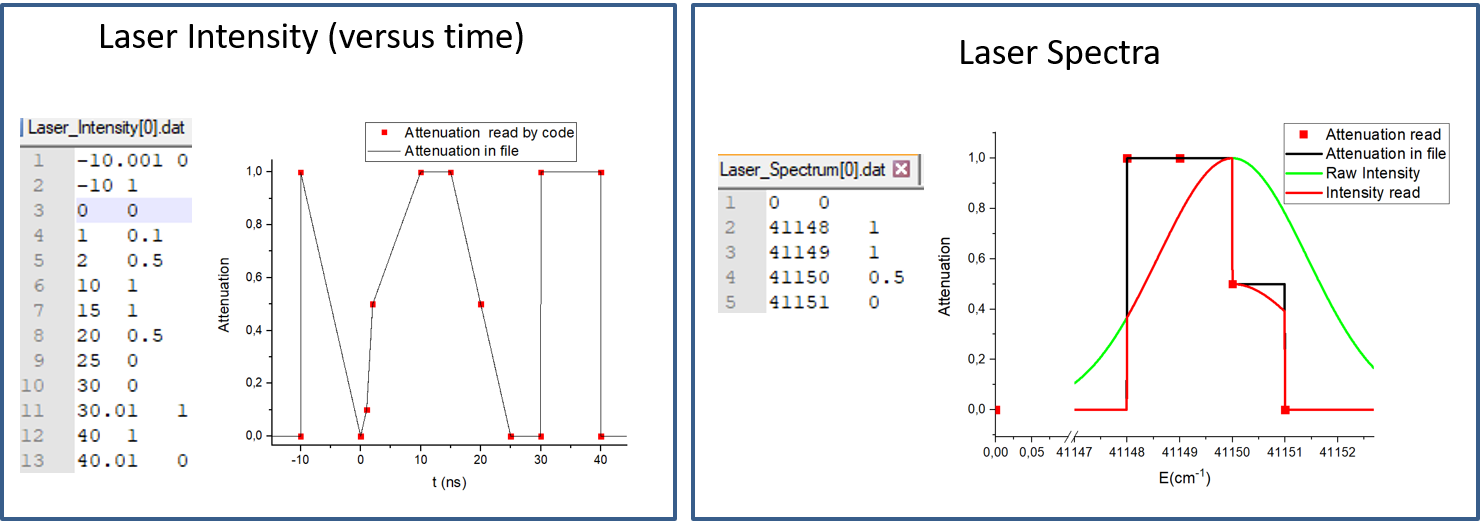 Laser Intensity (versus time)
Laser_Intensity[0].dat
1 -10.001 0
2 -10 1
3 0 0
4 1 0.1
5 2 0.5
6 10 1
7 15 1
8 20 0.5
9 25 0
10 30 0
11 30.01 1
12 40 1
13 40.01 0
Attenuation read by code
Attenuation in file
1,0
0,8
0,6
0,4
0,2
0,0
Attenuation
-10 0 10 20 30 40
t (ns)
Laser Spectra
Laser_Spectrum[0].dat
1 0 0
2 41148 1
3 41149 1
4 41150 0.5
5 41151 0
Attenuation read
Attenuation in file
Raw Intensity
Intensity read
1,0
0,8
0,6
0,4
0,2
0,0
Attenuation
0,00 0,05 41147 41148 41149 41150 41151 41152
E(cm⁻¹)